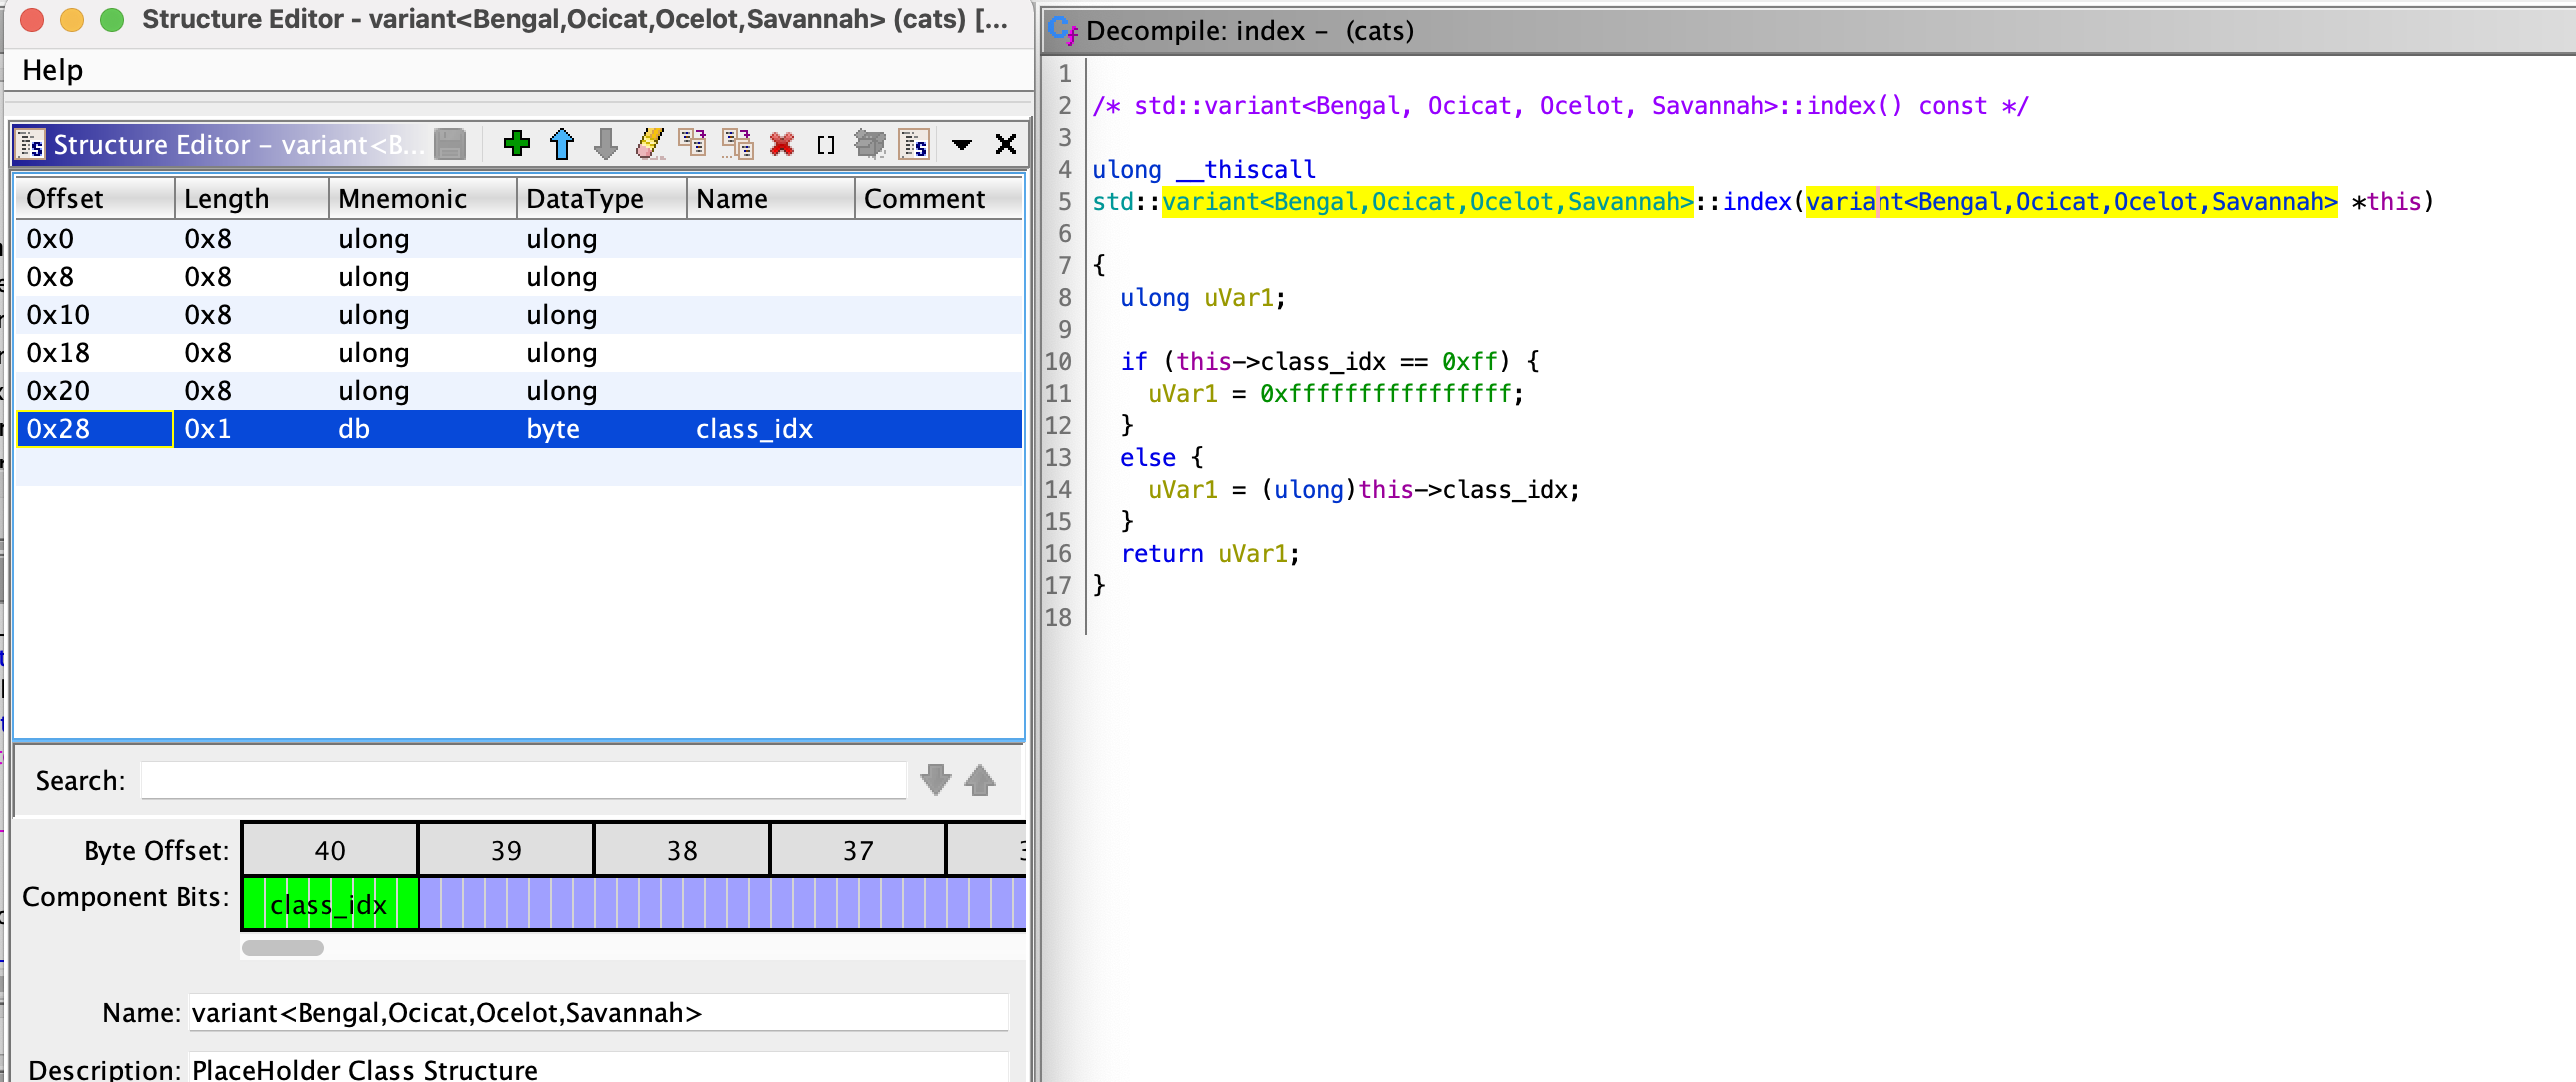 Structure Editor - variant<Bengal,Ocicat,Ocelot,Savannah> (cats) [...
Help
Structure Editor - variant<B...
Offset Length Mnemonic DataType Name Comment
0x0 0x8 ulong ulong
0x8 0x8 ulong ulong
0x10 0x8 ulong ulong
0x18 0x8 ulong ulong
0x20 0x8 ulong ulong
0x28 0x1 db byte class_idx
Search:
Byte Offset: 40 39 38 37
Component Bits: class_idx
Name: variant<Bengal,Ocicat,Ocelot,Savannah>
Description: PlaceHolder Class Structure
Decompile: index - (cats)
1
2 /* std::variant<Bengal, Ocicat, Ocelot, Savannah>::index() const */
3
4 ulong __thiscall
5 std::variant<Bengal,Ocicat,Ocelot,Savannah>::index(variant<Bengal,Ocicat,Ocelot,Savannah> *this)
6
7 {
8 ulong uVar1;
9
10 if (this->class_idx == 0xff) {
11 uVar1 = 0xffffffffffffffff;
12 }
13 else {
14 uVar1 = (ulong)this->class_idx;
15 }
16 return uVar1;
17 }
18